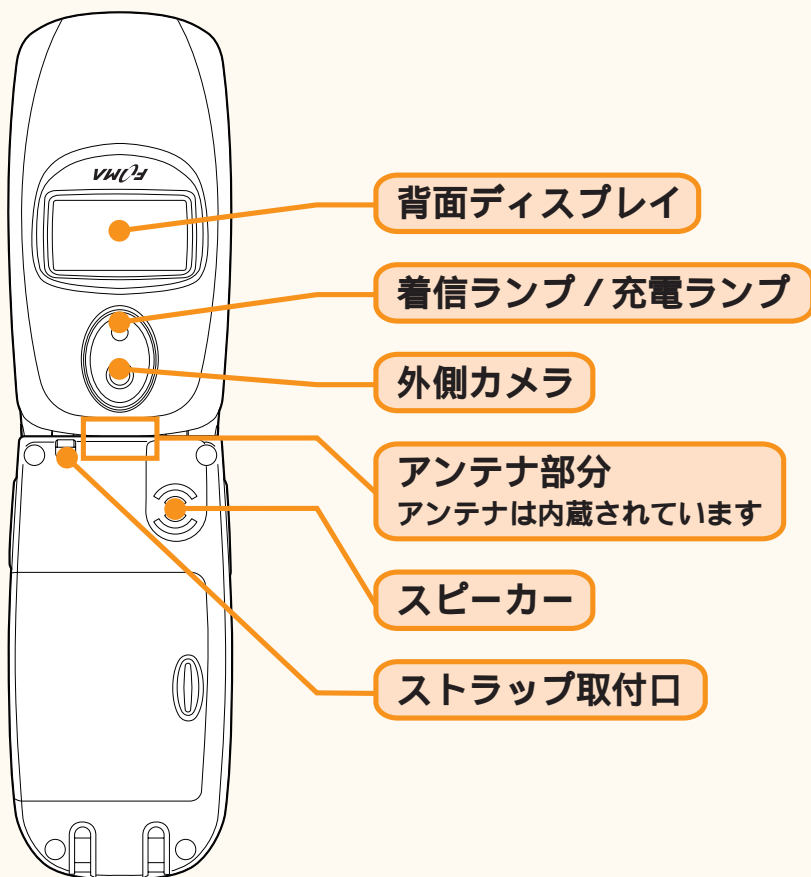 FOMA
背面ディスプレイ
着信ランプ / 充電ランプ
外側カメラ
アンテナ部分
アンテナは内蔵されています
スピーカー
ストラップ取付口